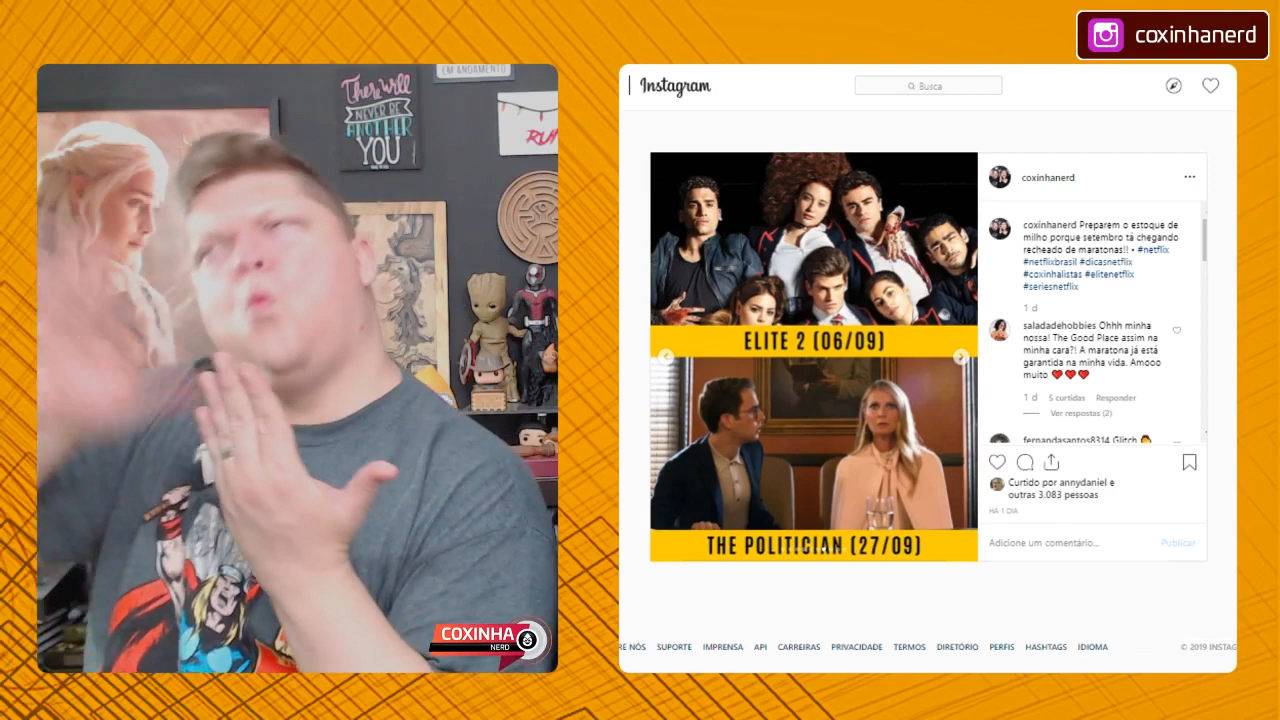 coxinhanerd
EM ANDAMENTO
There will
NEVER BE
ANOTHER
YOU
RUN
COXINHA
NERD
Instagram
Busca
coxinhanerd
coxinhanerd Preparem o estoque de
milho porque setembro tá chegando
recheado de maratonas!! • #netflix
#netflixbrasil #dicasnetflix
#coxinhalistas #elitenetflix
#seriesnetflix
1 d
saladadehobbies Ohhh minha
nossa! The Good Place assim na
minha cara?! A maratona já está
garantida na minha vida. Amooo
muito ❤❤❤
1 d 5 curtidas Responder
Ver respostas (2)
fernandasantos8314 Glitch
ELITE 2 (06/09)
THE POLITICIAN (27/09)
Curtido por annydaniel e
outras 3.083 pessoas
HÁ 1 DIA
Adicione um comentário... Publicar
RE NÓS SUPORTE IMPRENSA API CARREIRAS PRIVACIDADE TERMOS DIRETÓRIO PERFIS HASHTAGS IDIOMA © 2019 INSTAG